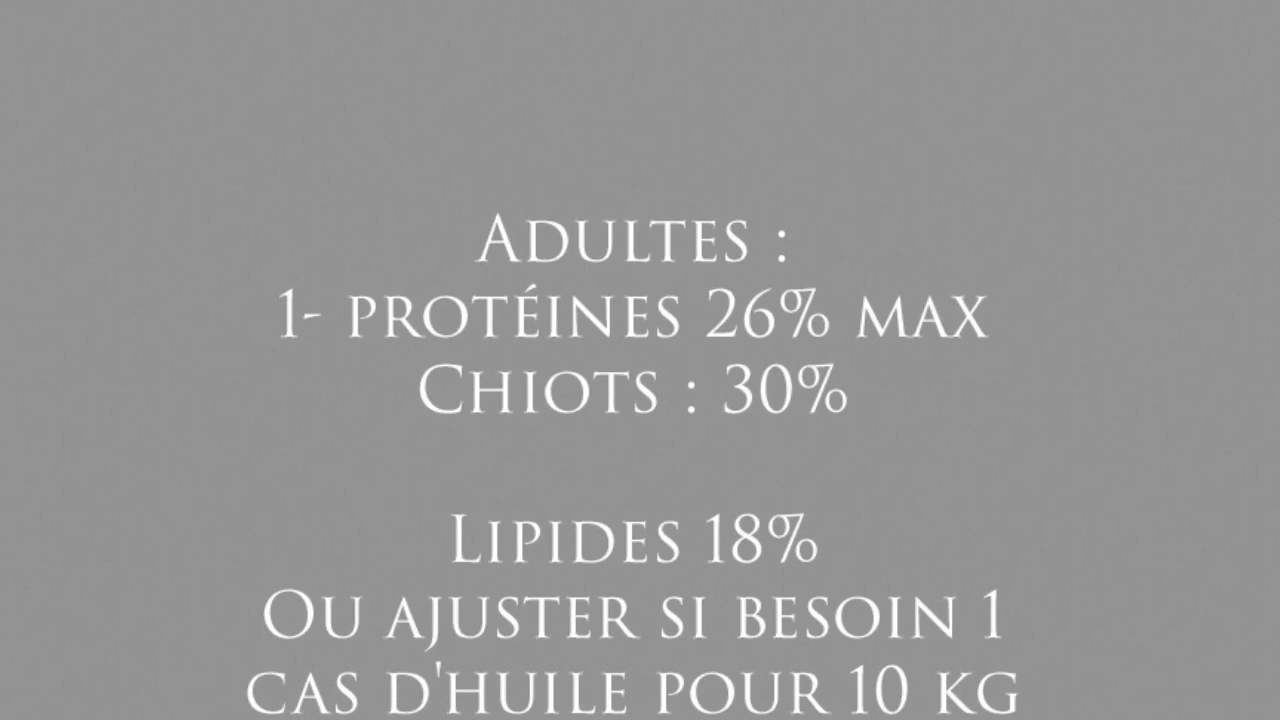 Adultes :
1- protéines 26% max
Chiots : 30%
Lipides 18%
Ou ajuster si besoin 1
cas d'huile pour 10 kg